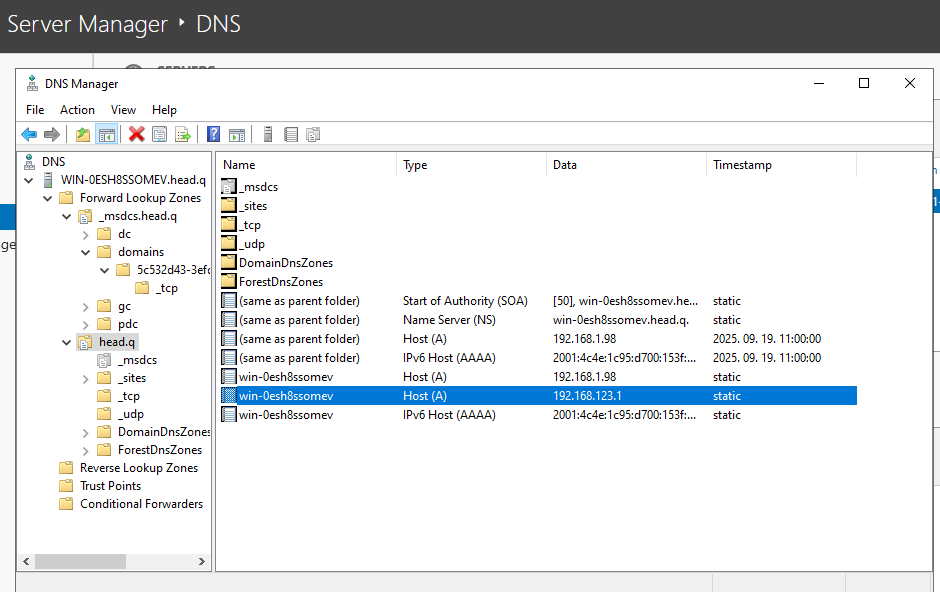 Server Manager ‣ DNS
SERVERS
DNS Manager
File Action View Help
DNS
WIN-0ESH8SSOMEV.head.q
Forward Lookup Zones
_msdcs.head.q
dc
domains
5c532d43-3efc
_tcp
gc
pdc
head.q
_msdcs
_sites
_tcp
_udp
DomainDnsZones
ForestDnsZones
Reverse Lookup Zones
Trust Points
Conditional Forwarders
Name Type Data Timestamp
_msdcs
_sites
_tcp
_udp
DomainDnsZones
ForestDnsZones
(same as parent folder) Start of Authority (SOA) [50], win-0esh8ssomev.he... static
(same as parent folder) Name Server (NS) win-0esh8ssomev.head.q. static
(same as parent folder) Host (A) 192.168.1.98 2025. 09. 19. 11:00:00
(same as parent folder) IPv6 Host (AAAA) 2001:4c4e:1c95:d700:153f:... 2025. 09. 19. 11:00:00
win-0esh8ssomev Host (A) 192.168.1.98 static
win-0esh8ssomev Host (A) 192.168.123.1 static
win-0esh8ssomev IPv6 Host (AAAA) 2001:4c4e:1c95:d700:153f:... static